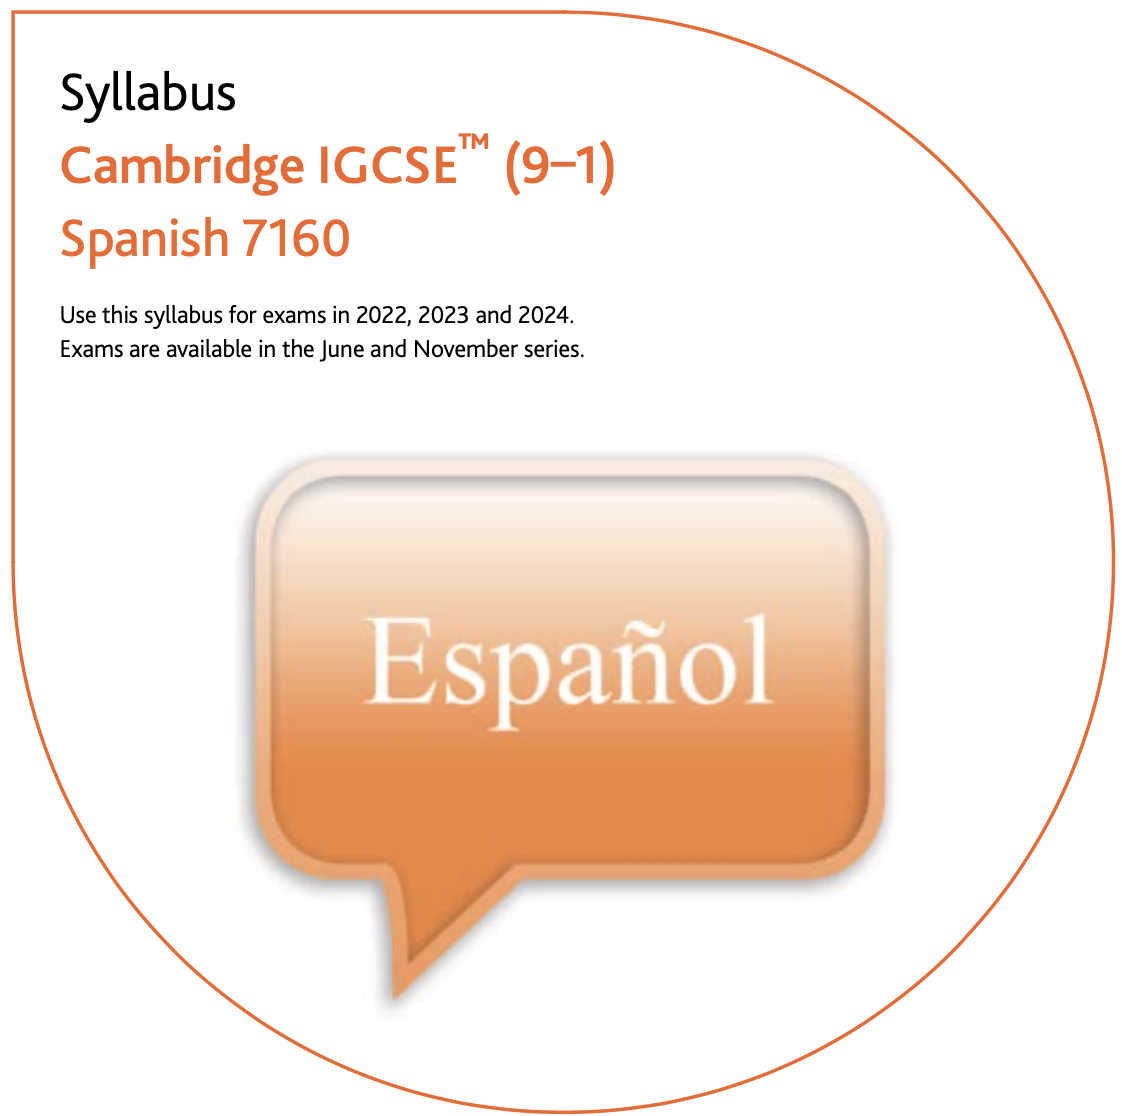 Syllabus
Cambridge IGCSE™ (9–1)
Spanish 7160
Use this syllabus for exams in 2022, 2023 and 2024.
Exams are available in the June and November series.
Español